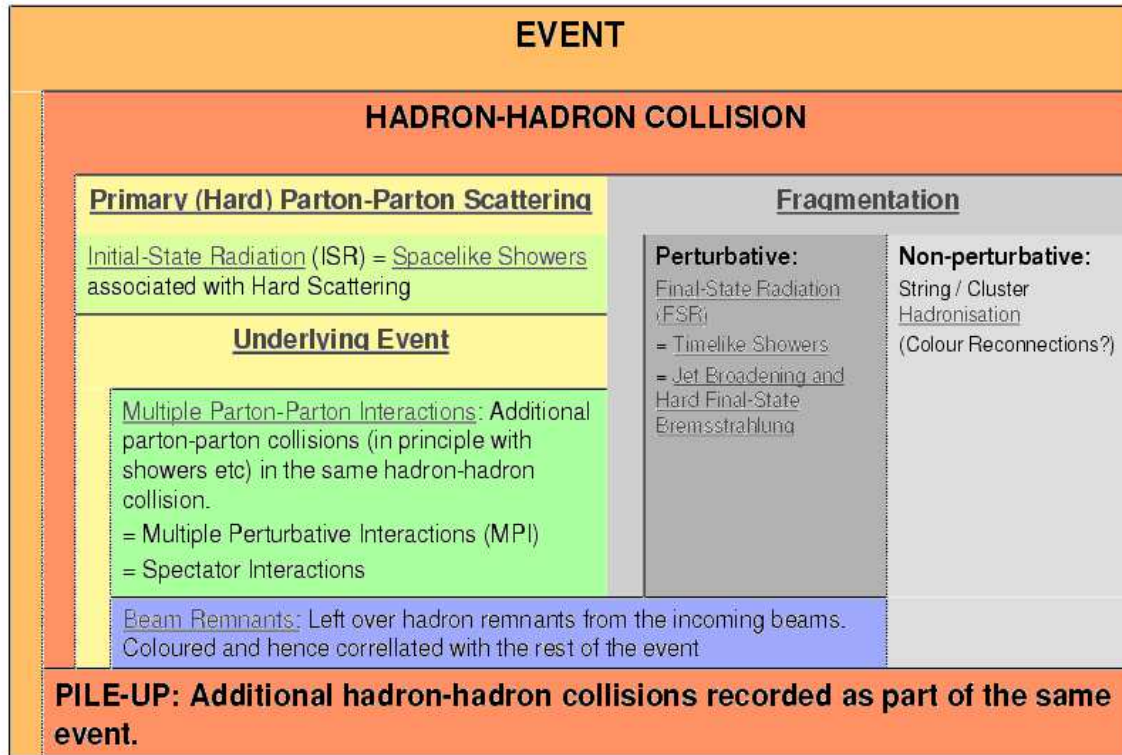 EVENT
HADRON-HADRON COLLISION
Primary (Hard) Parton-Parton Scattering
Initial-State Radiation (ISR) = Spacelike Showers
associated with Hard Scattering
Underlying Event
Multiple Parton-Parton Interactions: Additional
parton-parton collisions (in principle with
showers etc) in the same hadron-hadron
collision.
= Multiple Perturbative Interactions (MPI)
= Spectator Interactions
Fragmentation
Perturbative:
Final-State Radiation
(FSR)
= Timelike Showers
= Jet Broadening and
Hard Final-State
Bremsstrahlung
Non-perturbative:
String / Cluster
Hadronisation
(Colour Reconnections?)
Beam Remnants: Left over hadron remnants from the incoming beams.
Coloured and hence correllated with the rest of the event
PILE-UP: Additional hadron-hadron collisions recorded as part of the same
event.